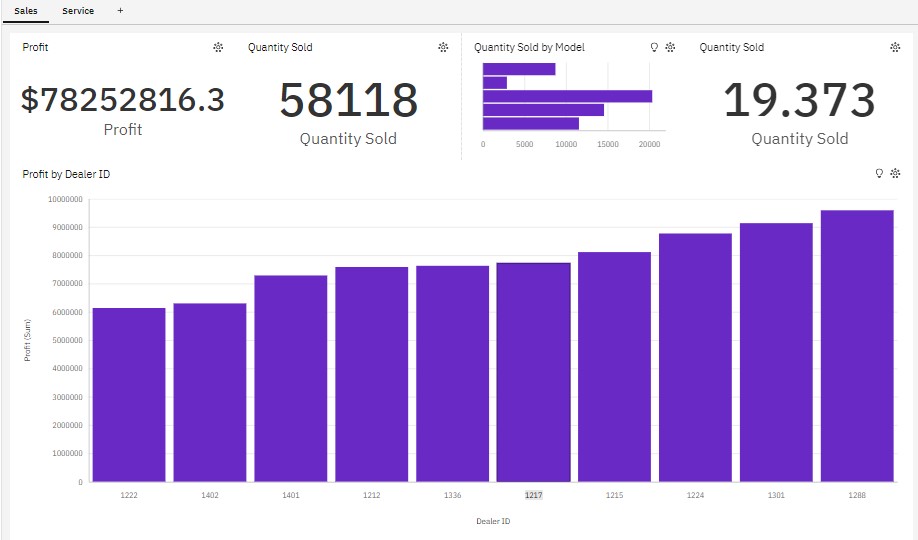 Sales Service +
Profit
Quantity Sold
Quantity Sold by Model
Quantity Sold
$78252816.3
Profit
58118
Quantity Sold
0 5000 10000 15000 20000
19.373
Quantity Sold
Profit by Dealer ID
10000000
9000000
8000000
7000000
6000000
5000000
4000000
3000000
2000000
1000000
0
Profit (Sum)
1222 1402 1401 1212 1336 1217 1215 1224 1301 1288
Dealer ID